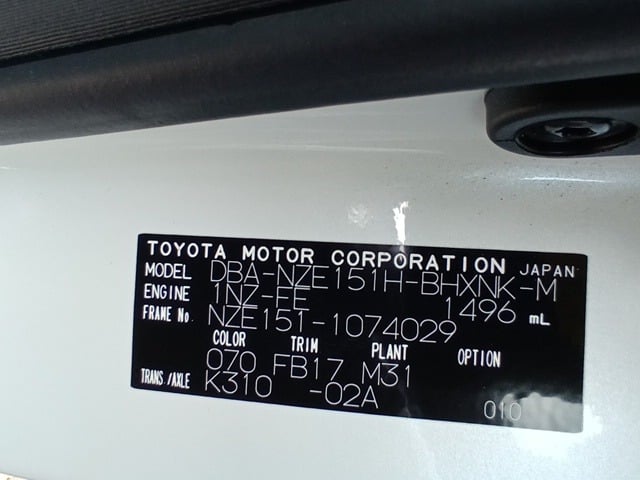 TOYOTA MOTOR CORPORATION JAPAN
MODEL DBA-NZE151H-BHXNK-M
ENGINE 1NZ-FE 1496 mL
FRAME No. NZE151-1074029
COLOR TRIM PLANT OPTION
070 FB17 M31
TRANS./AXLE K310 -02A
010